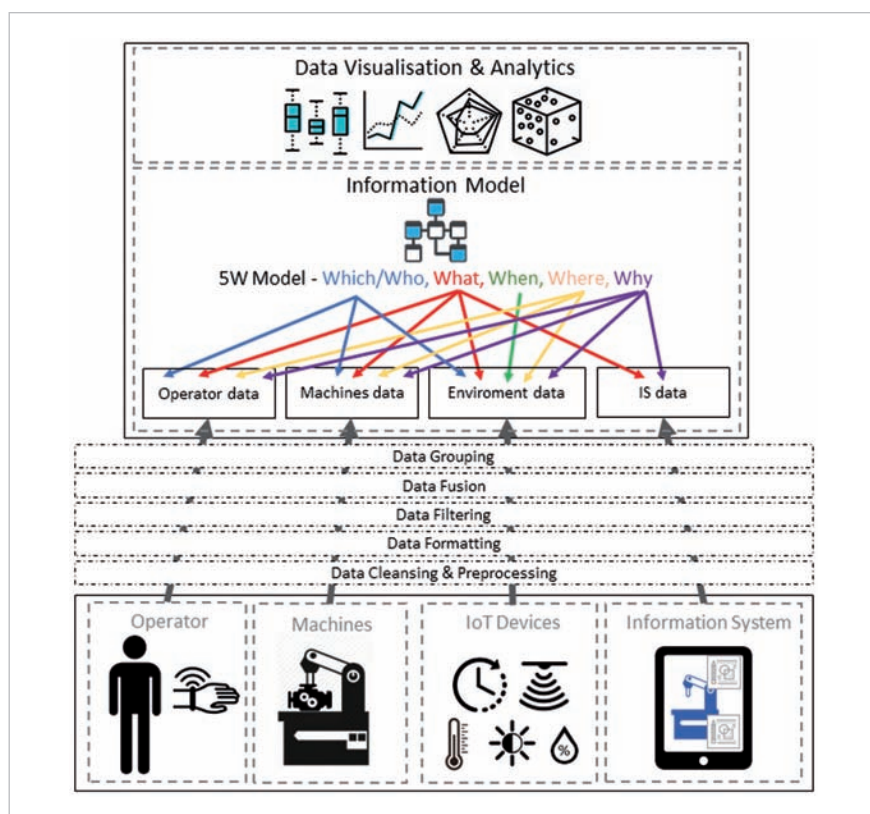 Data Visualisation & Analytics
Information Model
5W Model - Which/Who, What, When, Where, Why
Operator data
Machines data
Enviroment data
IS data
Data Grouping
Data Fusion
Data Filtering
Data Formatting
Data Cleansing & Preprocessing
Operator
Machines
IoT Devices
Information System
%